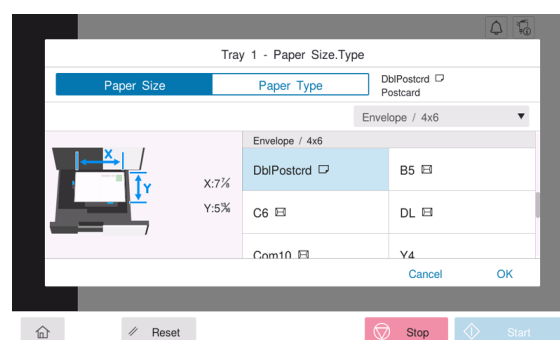 Tray 1 - Paper Size.Type
Paper Size
Paper Type
DblPostcrd
Postcard
Envelope / 4x6
Envelope / 4x6
X
Y
X:7⅞
Y:5⅝
DblPostcrd
B5
C6
DL
Com10
Y4
Cancel
OK
Reset
Stop
Start